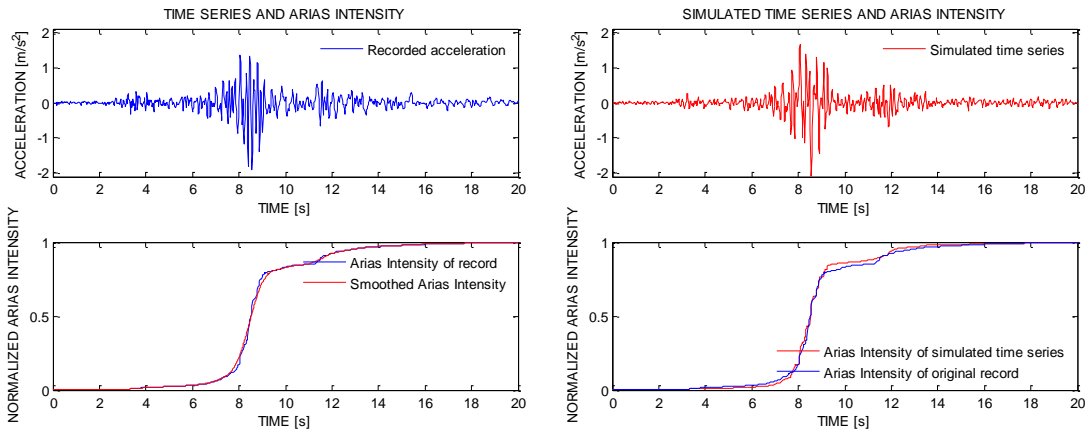 TIME SERIES AND ARIAS INTENSITY
2
1
0
-1
-2
ACCELERATION [m/s²]
Recorded acceleration
0 2 4 6 8 10 12 14 16 18 20
TIME [s]
SIMULATED TIME SERIES AND ARIAS INTENSITY
2
1
0
-1
-2
ACCELERATION [m/s²]
Simulated time series
0 2 4 6 8 10 12 14 16 18 20
TIME [s]
1
0.5
0
NORMALIZED ARIAS INTENSITY
Arias Intensity of record
Smoothed Arias Intensity
0 2 4 6 8 10 12 14 16 18 20
TIME [s]
1
0.5
0
NORMALIZED ARIAS INTENSITY
Arias Intensity of simulated time series
Arias Intensity of original record
0 2 4 6 8 10 12 14 16 18 20
TIME [s]